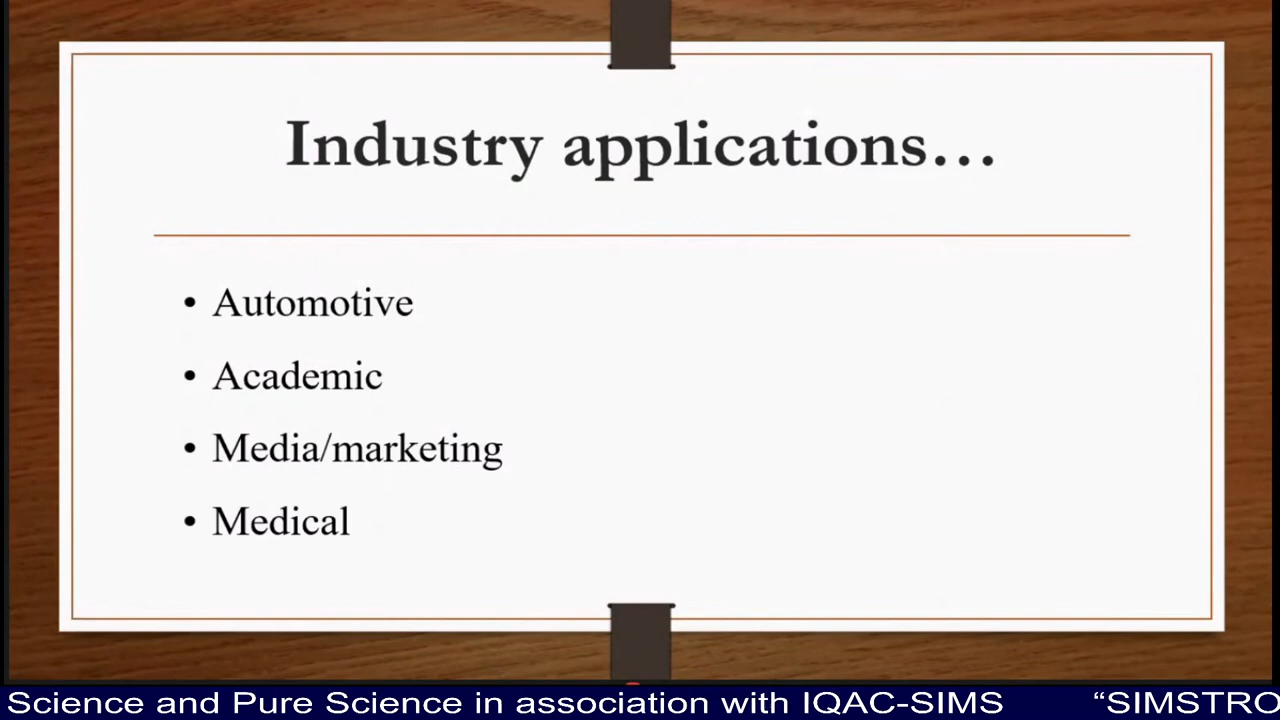 Industry applications…
• Automotive
• Academic
• Media/marketing
• Medical
Science and Pure Science in association with IQAC-SIMS “SIMSTRO